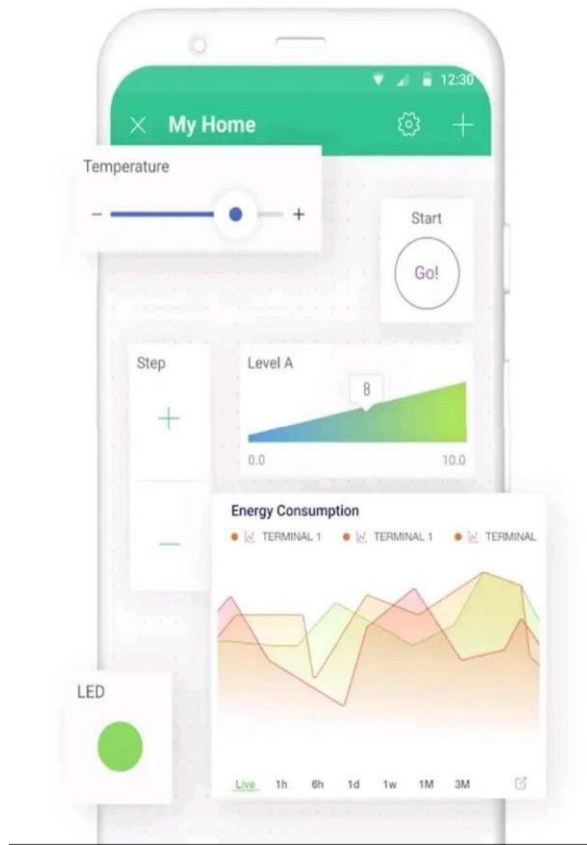 12:30
My Home
Temperature
- +
Start
Go!
Step
+
-
Level A
8
0.0 10.0
Energy Consumption
TERMINAL 1 TERMINAL 1 TERMINAL
LED
Live 1h 6h 1d 1w 1M 3M